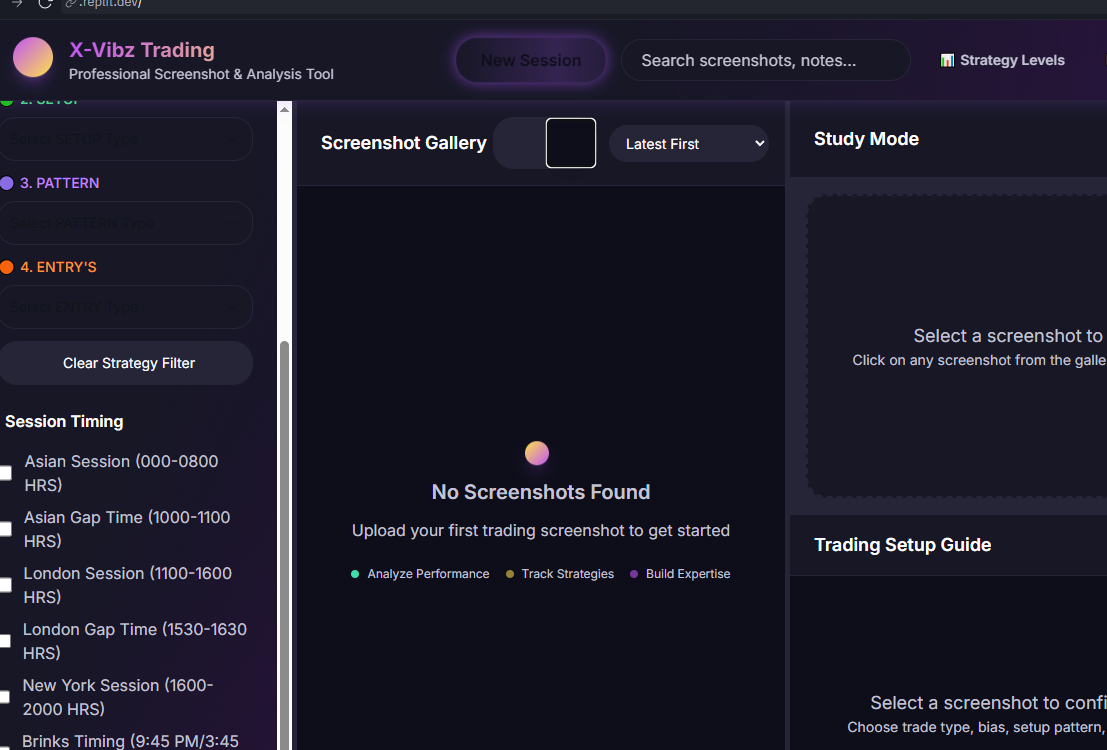 .replit.dev/
X-Vibz Trading
Professional Screenshot & Analysis Tool
New Session
Search screenshots, notes...
Strategy Levels
2. SETUP
Select SETUP Type
3. PATTERN
Select PATTERN Type
4. ENTRY'S
Select ENTRY Type
Clear Strategy Filter
Session Timing
Asian Session (000-0800
HRS)
Asian Gap Time (1000-1100
HRS)
London Session (1100-1600
HRS)
London Gap Time (1530-1630
HRS)
New York Session (1600-
2000 HRS)
Brinks Timing (9:45 PM/3:45
Screenshot Gallery
Latest First
No Screenshots Found
Upload your first trading screenshot to get started
Analyze Performance
Track Strategies
Build Expertise
Study Mode
Select a screenshot to
Click on any screenshot from the galle
Trading Setup Guide
Select a screenshot to confi
Choose trade type, bias, setup pattern,